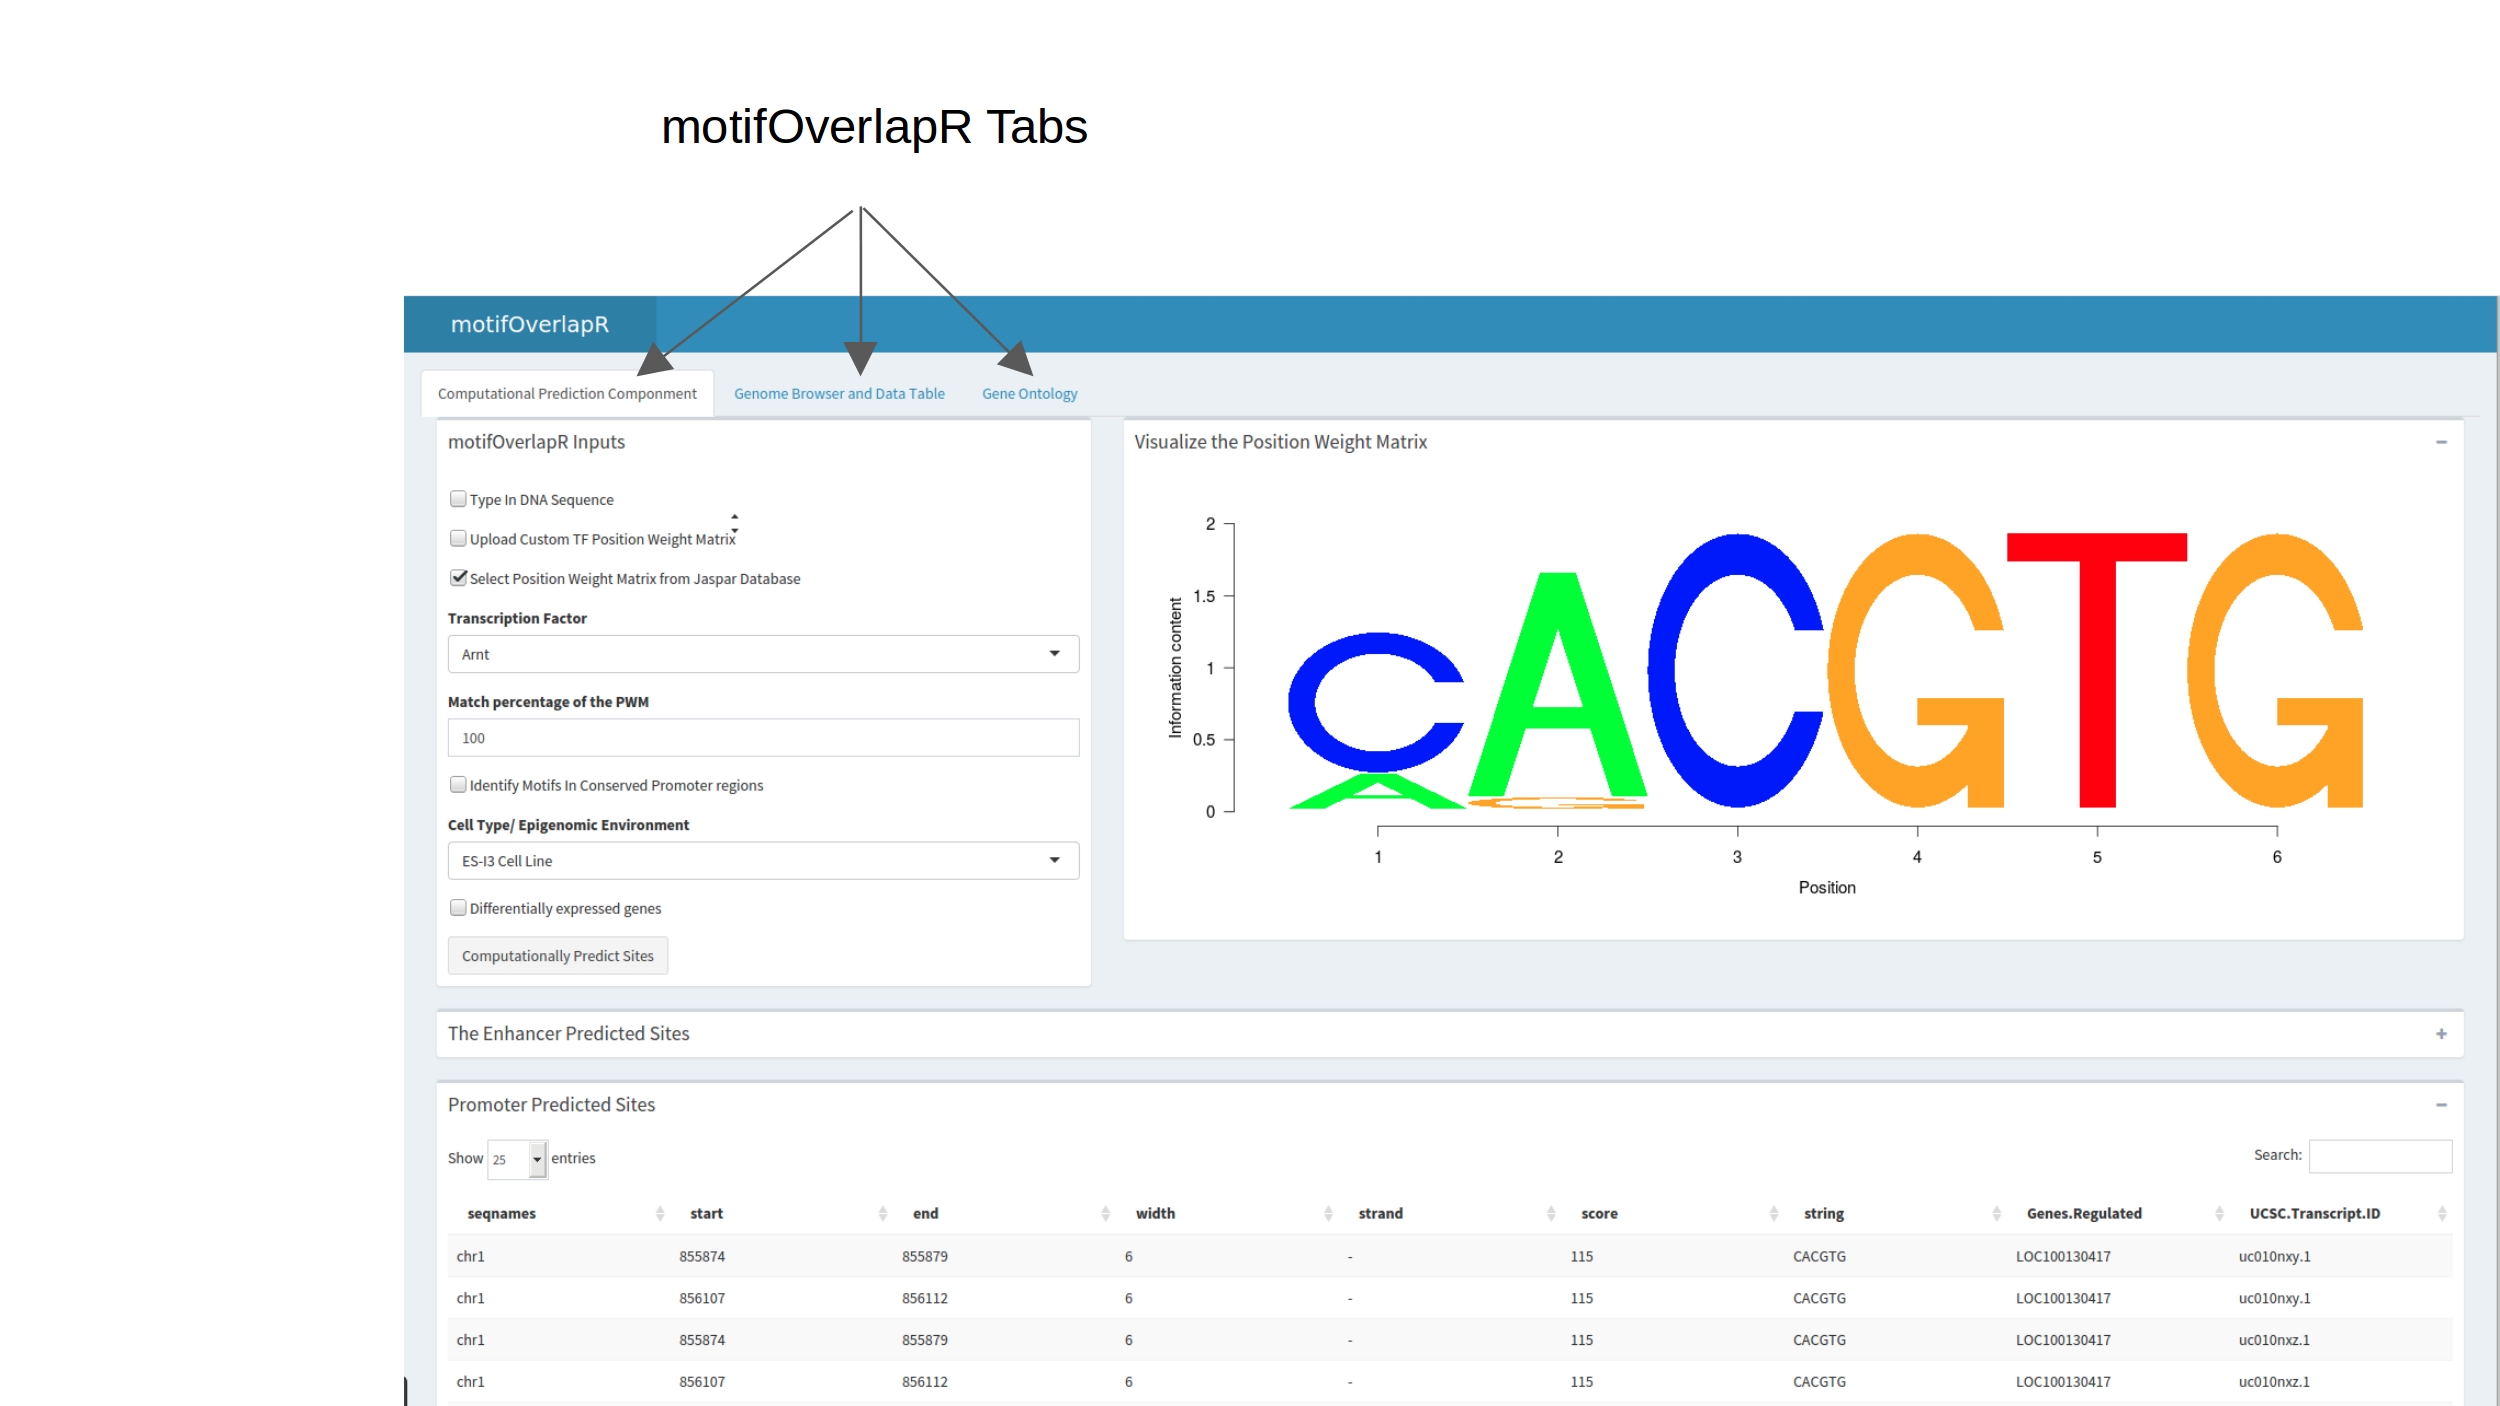 motifOverlapR Tabs
motifOverlapR
Computational Prediction Componment Genome Browser and Data Table Gene Ontology
motifOverlapR Inputs
Type In DNA Sequence
Upload Custom TF Position Weight Matrix
Select Position Weight Matrix from Jaspar Database
Transcription Factor
Arnt
Match percentage of the PWM
100
Identify Motifs In Conserved Promoter regions
Cell Type/ Epigenomic Environment
ES-I3 Cell Line
Differentially expressed genes
Computationally Predict Sites
Visualize the Position Weight Matrix
Information content
2
1.5
1
0.5
0
C A C G T G
A G
1 2 3 4 5 6
Position
The Enhancer Predicted Sites
Promoter Predicted Sites
Show 25 entries Search:
seqnames start end width strand score string Genes.Regulated UCSC.Transcript.ID
chr1 855874 855879 6 - 115 CACGTG LOC100130417 uc010nxy.1
chr1 856107 856112 6 - 115 CACGTG LOC100130417 uc010nxy.1
chr1 855874 855879 6 - 115 CACGTG LOC100130417 uc010nxz.1
chr1 856107 856112 6 - 115 CACGTG LOC100130417 uc010nxz.1